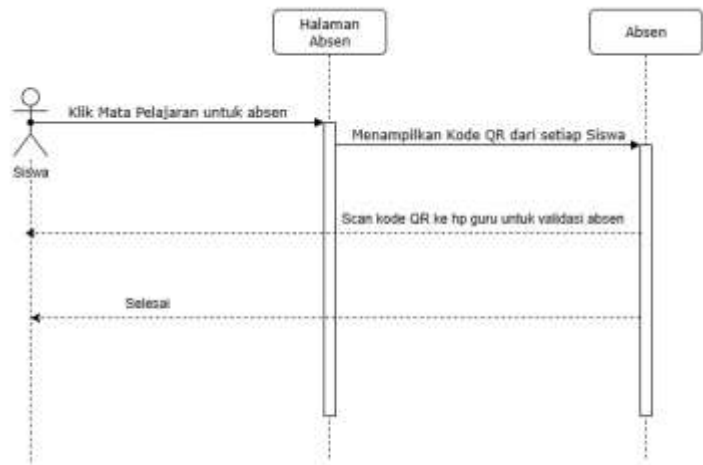 Halaman
Absen
Absen
Klik Mata Pelajaran untuk absen
Menampilkan Kode QR dari setiap Siswa
Siswa
Scan kode QR ke hp guru untuk validasi absen
Selesai